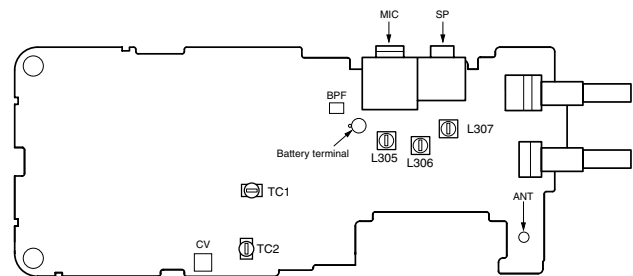 MIC
SP
BPF
L307
Battery terminal
L305
L306
TC1
ANT
CV
TC2